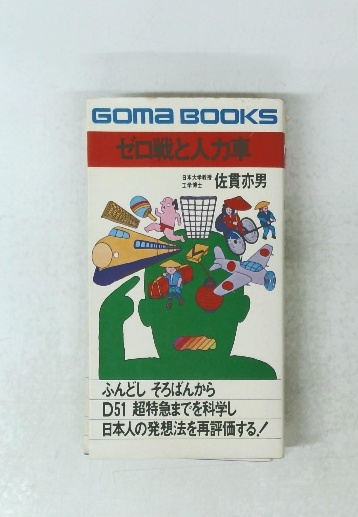 GOMA BOOKS
ゼロ戦と人力車
日本大学教授
工学博士
佐貫亦男
ふんどし そろばんから
D51 超特急までを科学し
日本人の発想法を再評価する!